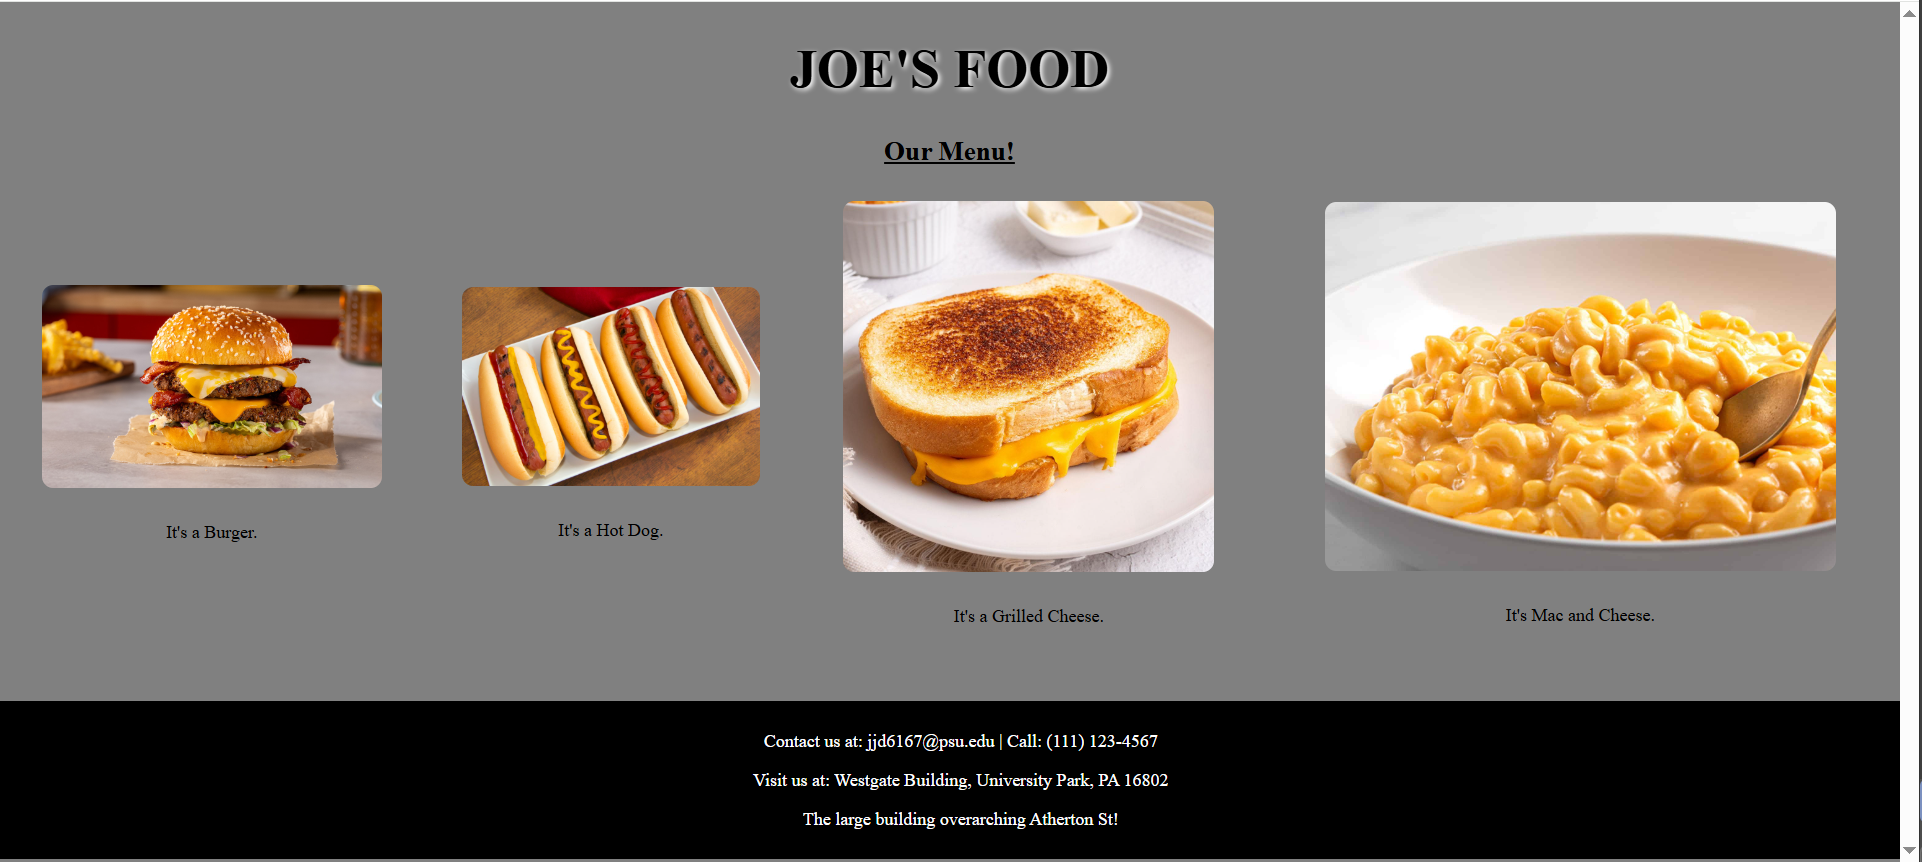 JOE'S FOOD
Our Menu!
It's a Burger.
It's a Hot Dog.
It's a Grilled Cheese.
It's Mac and Cheese.
Contact us at: jjd6167@psu.edu | Call: (111) 123-4567
Visit us at: Westgate Building, University Park, PA 16802
The large building overarching Atherton St!